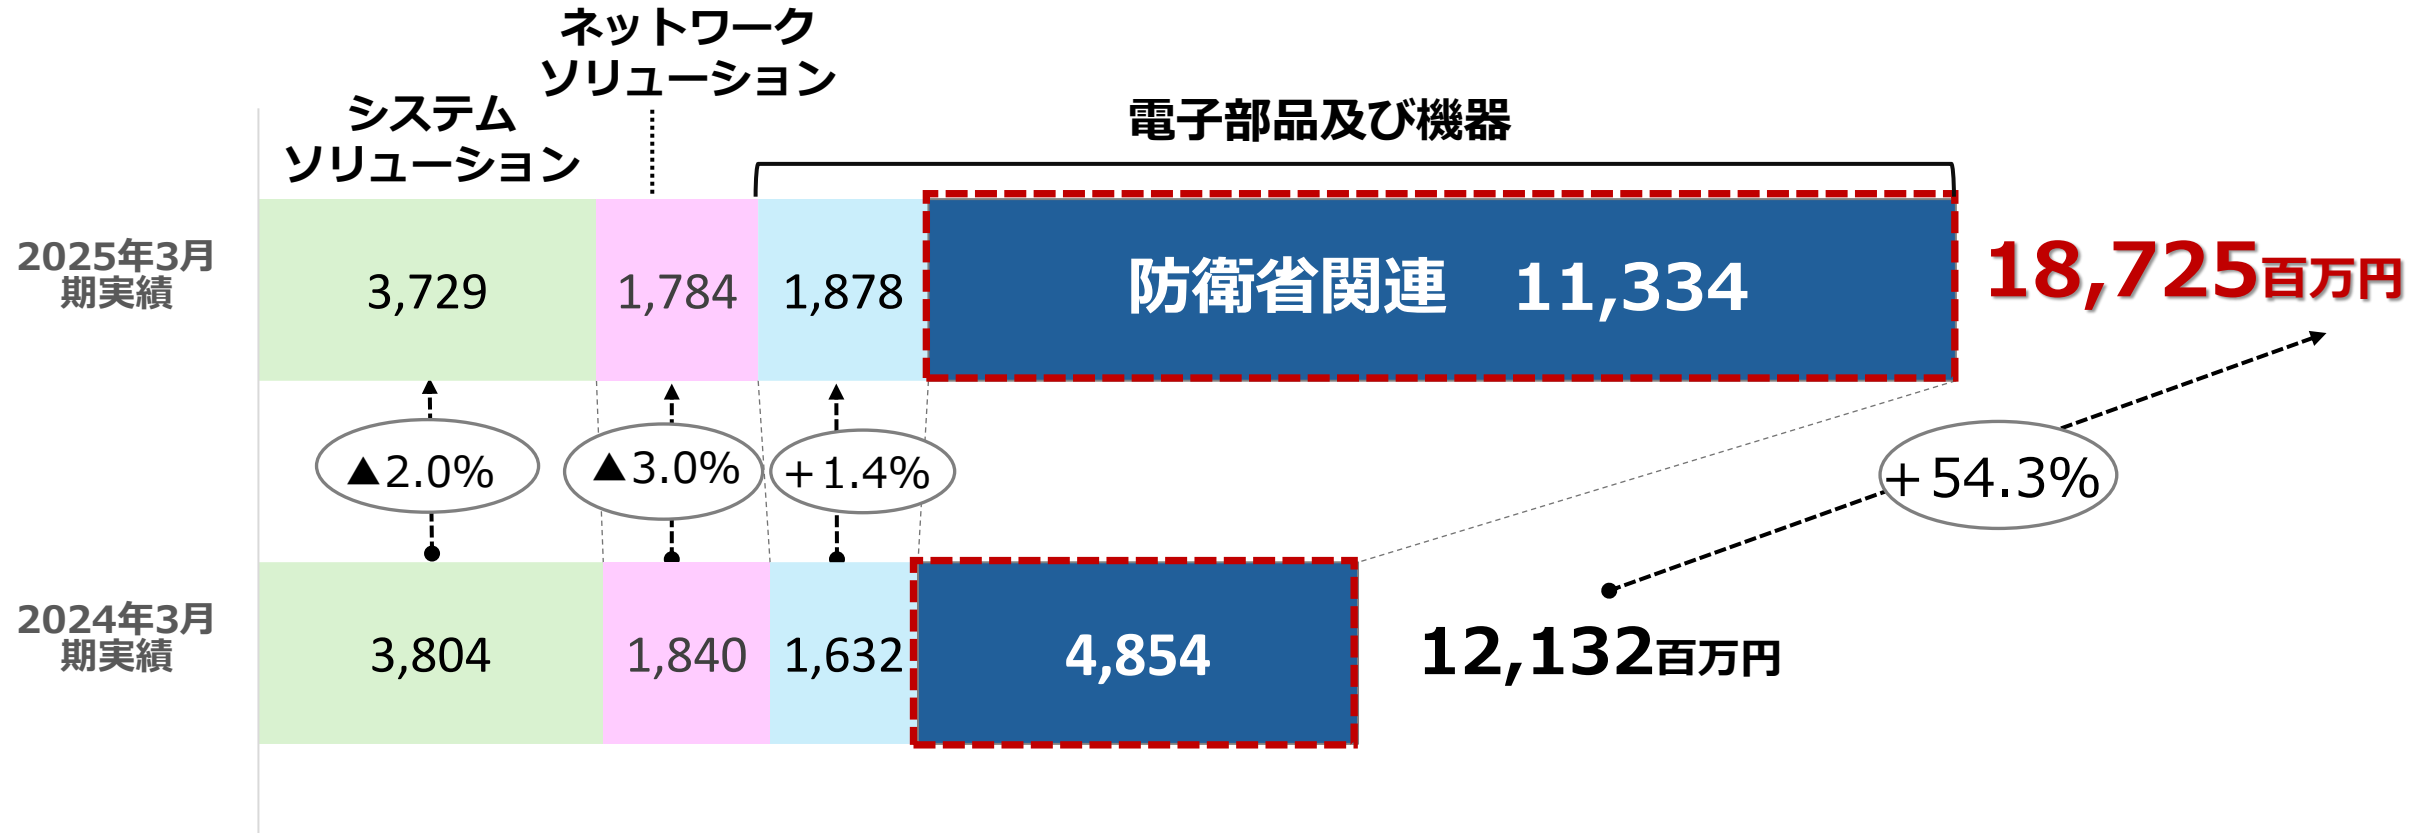 ネットワーク
ソリューション
システム
ソリューション
電子部品及び機器
2025年3月
期実績
3,729
1,784
1,878
防衛省関連　11,334
18,725百万円
▲2.0%
▲3.0%
+1.4%
+54.3%
2024年3月
期実績
3,804
1,840
1,632
4,854
12,132百万円